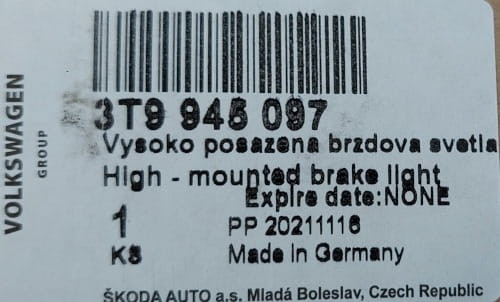 VOLKSWAGEN
GROUP
3T9 945 097
Vysoko posazena brzdova svetla
High - mounted brake light
Expire date:NONE
1 PP 20211116
KS Made In Germany
ŠKODA AUTO a.s. Mladá Boleslav, Czech Republic